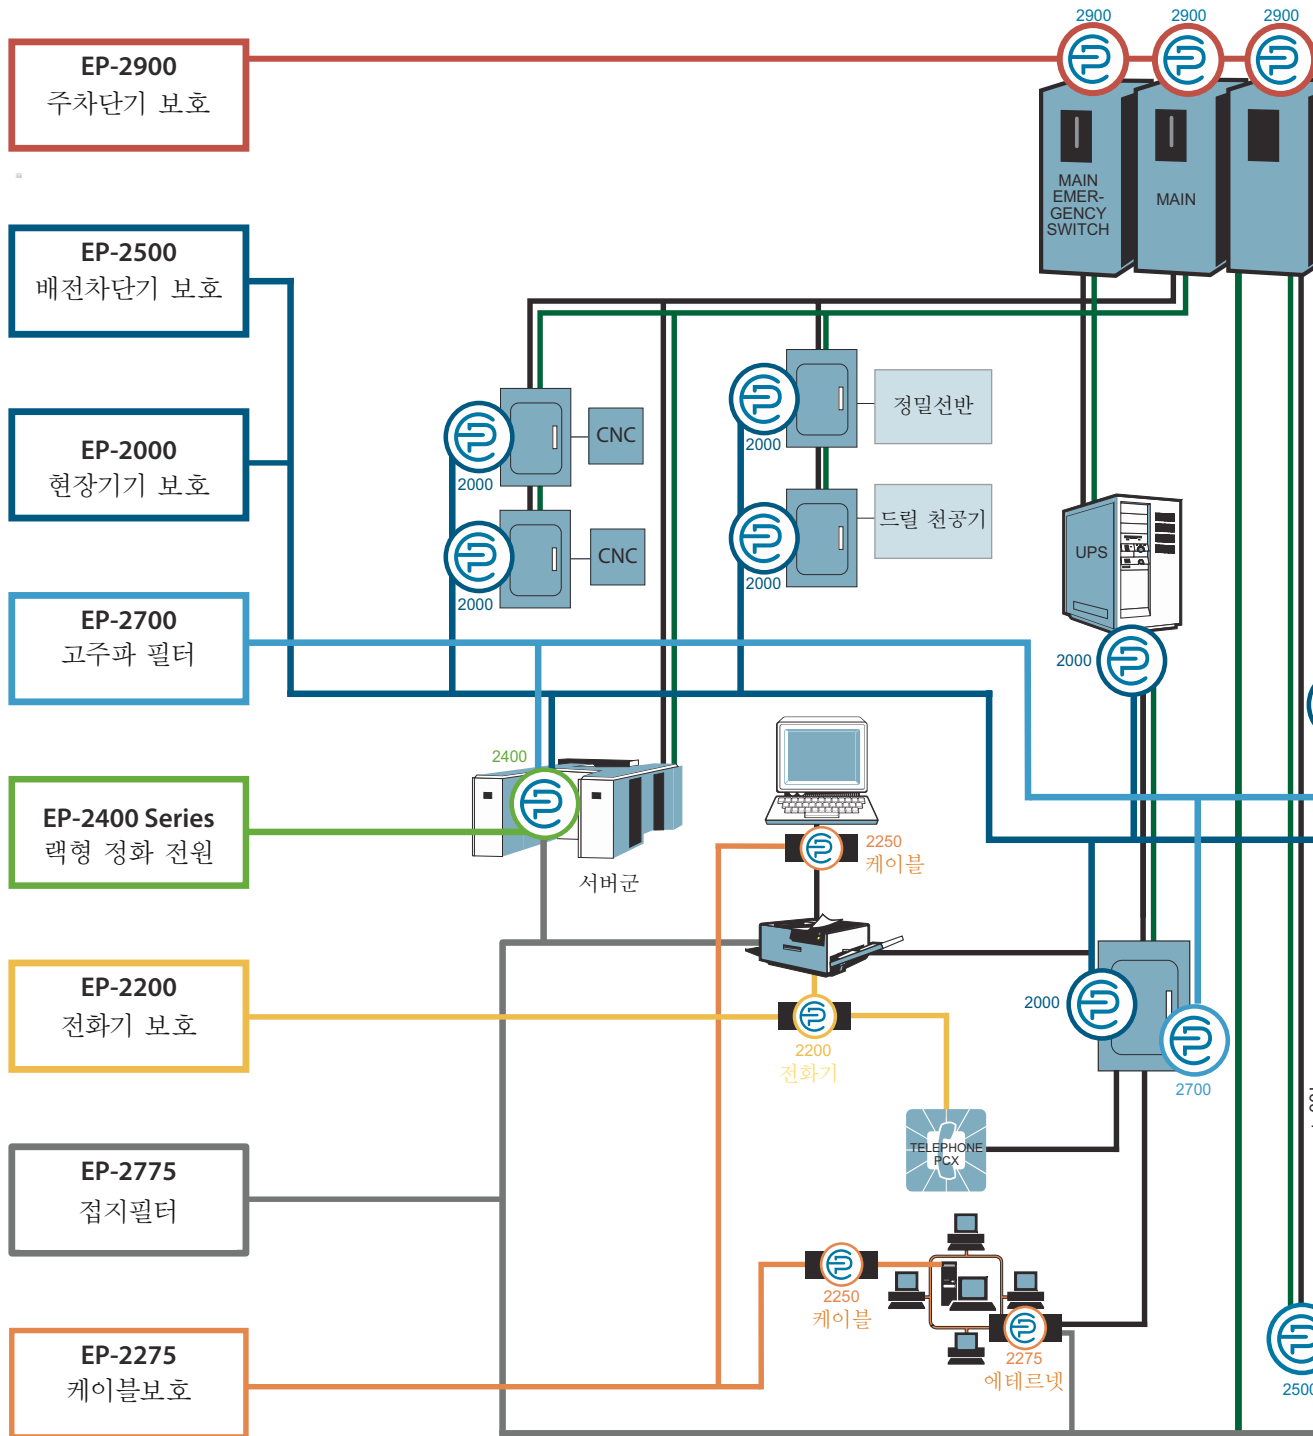 2900
2900
2900
EP-2900
주차단기 보호
MAIN
EMER-
GENCY
SWITCH
MAIN
EP-2500
배전차단기 보호
EP-2000
현장기기 보호
2000
CNC
2000
CNC
2000
정밀선반
2000
드릴 천공기
UPS
2000
EP-2700
고주파 필터
2400
EP-2400 Series
랙형 정화 전원
서버군
2250
케이블
EP-2200
전화기 보호
2200
전화기
2000
2700
TELEPHONE
PCX
EP-2775
접지필터
2250
케이블
2275
에테르넷
EP-2275
케이블보호
2500